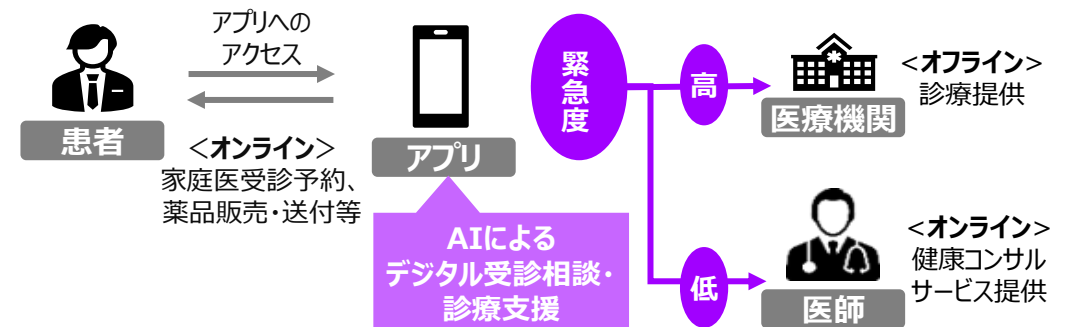 アプリへの
アクセス
患者
<オンライン>
家庭医受診予約、
薬品販売・送付等
アプリ
AIによる
デジタル受診相談・
診療支援
緊急度
高
医療機関
<オフライン>
診療提供
低
医師
<オンライン>
健康コンサル
サービス提供